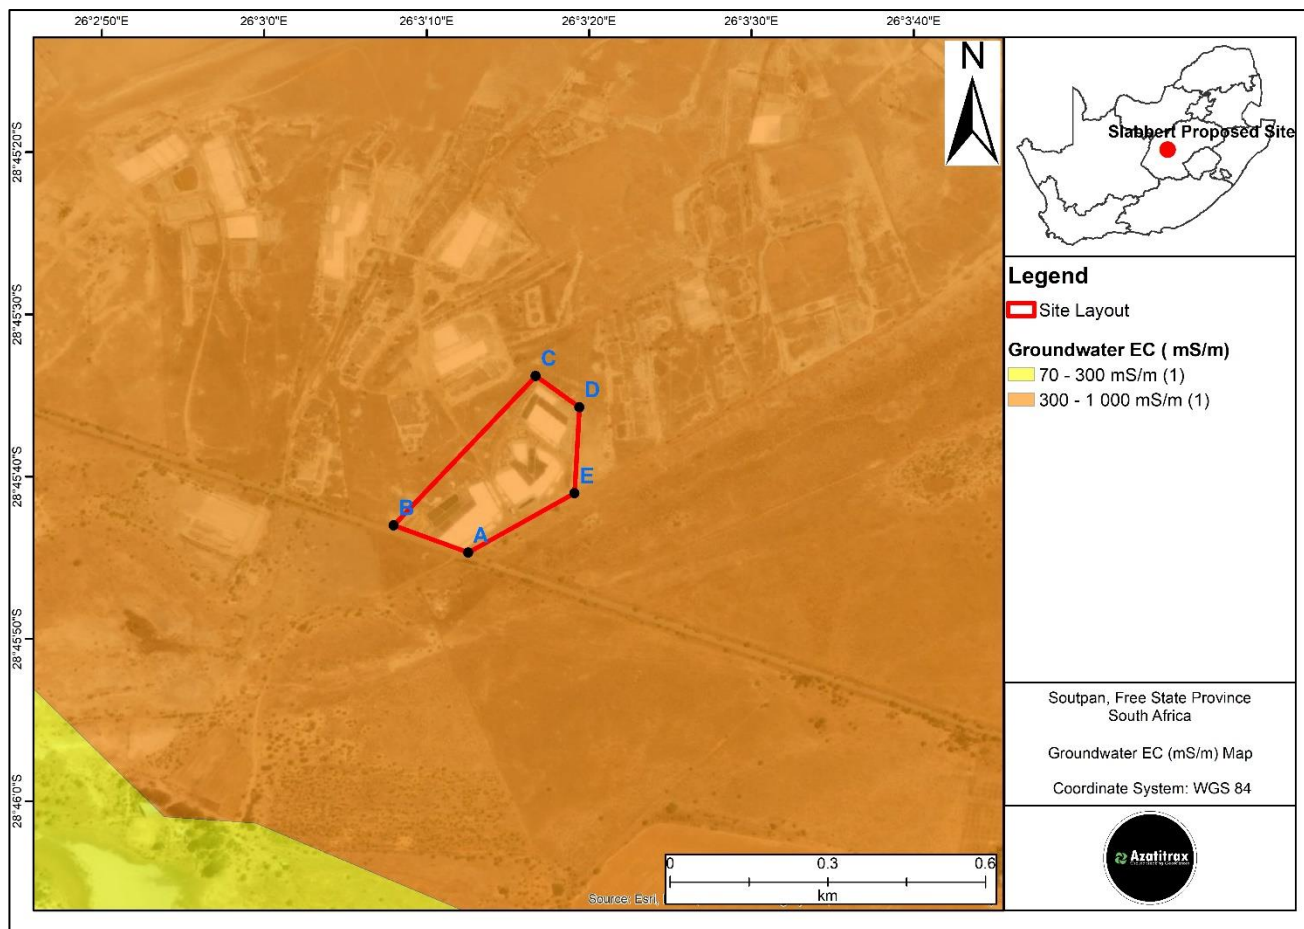 26°2'50"E 26°3'0"E 26°3'10"E 26°3'20"E 26°3'30"E 26°3'40"E
N
28°45'20"S
28°45'30"S
28°45'40"S
28°45'50"S
28°46'0"S
C
D
E
B
A
0 0.3 0.6
km
Source: Esri,
Slabbert Proposed Site
Legend
Site Layout
Groundwater EC ( mS/m)
70 - 300 mS/m (1)
300 - 1 000 mS/m (1)
Soutpan, Free State Province
South Africa
Groundwater EC (mS/m) Map
Coordinate System: WGS 84
Azatitrax